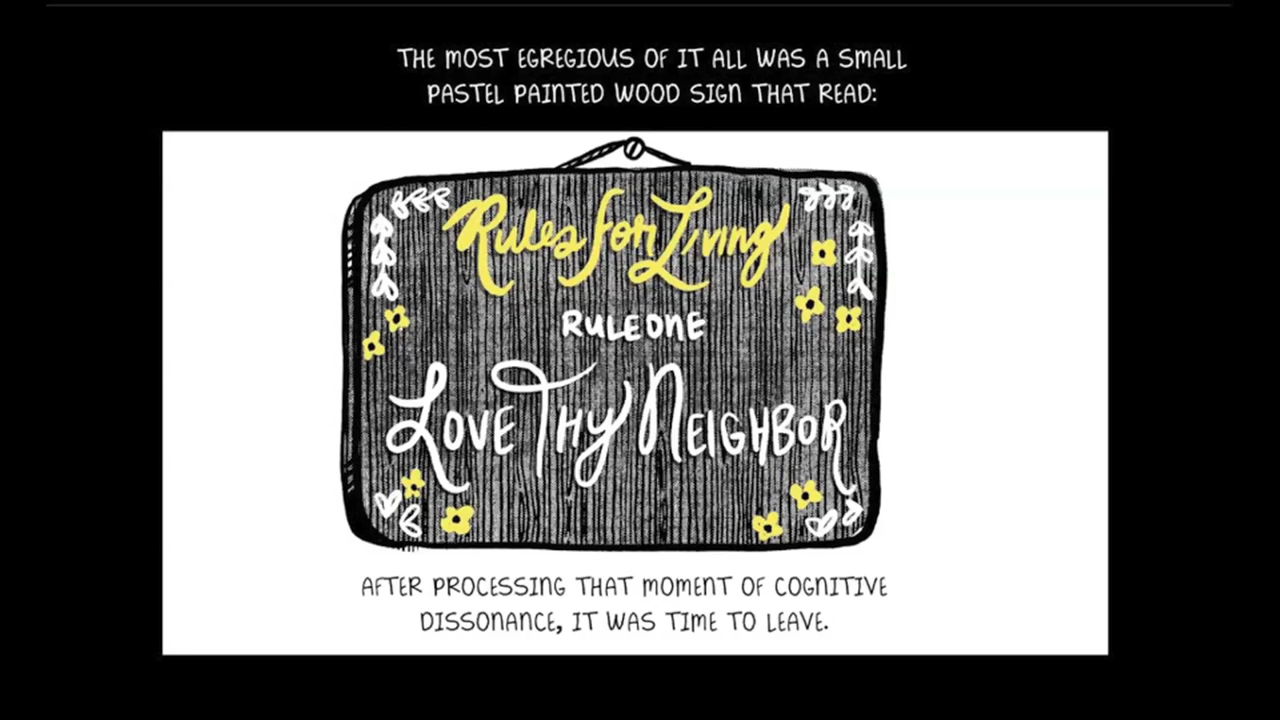 THE MOST EGREGIOUS OF IT ALL WAS A SMALL
PASTEL PAINTED WOOD SIGN THAT READ:
Rules for Living
RULE ONE
LOVE THY NEIGHBOR
AFTER PROCESSING THAT MOMENT OF COGNITIVE
DISSONANCE, IT WAS TIME TO LEAVE.